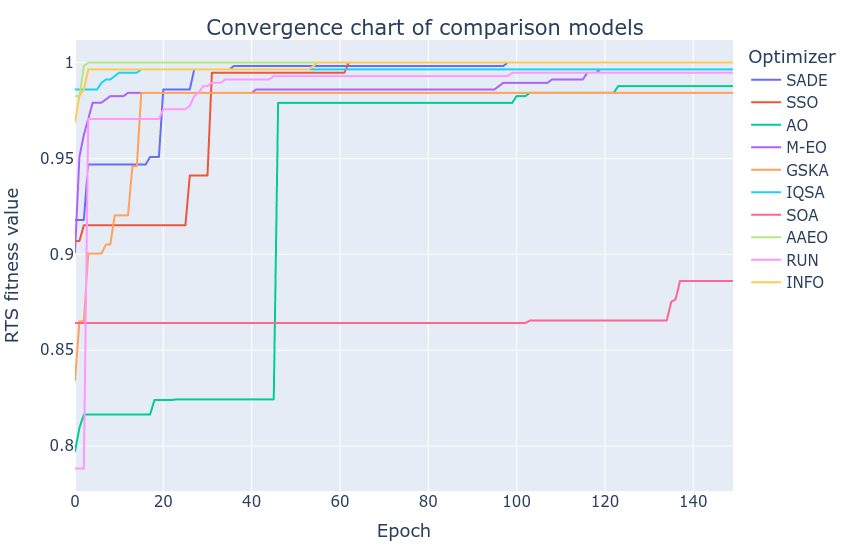 Convergence chart of comparison models
Optimizer
SADE
SSO
AO
M-EO
GSKA
IQSA
SOA
AAEO
RUN
INFO
RTS fitness value
1
0.95
0.9
0.85
0.8
0 20 40 60 80 100 120 140
Epoch